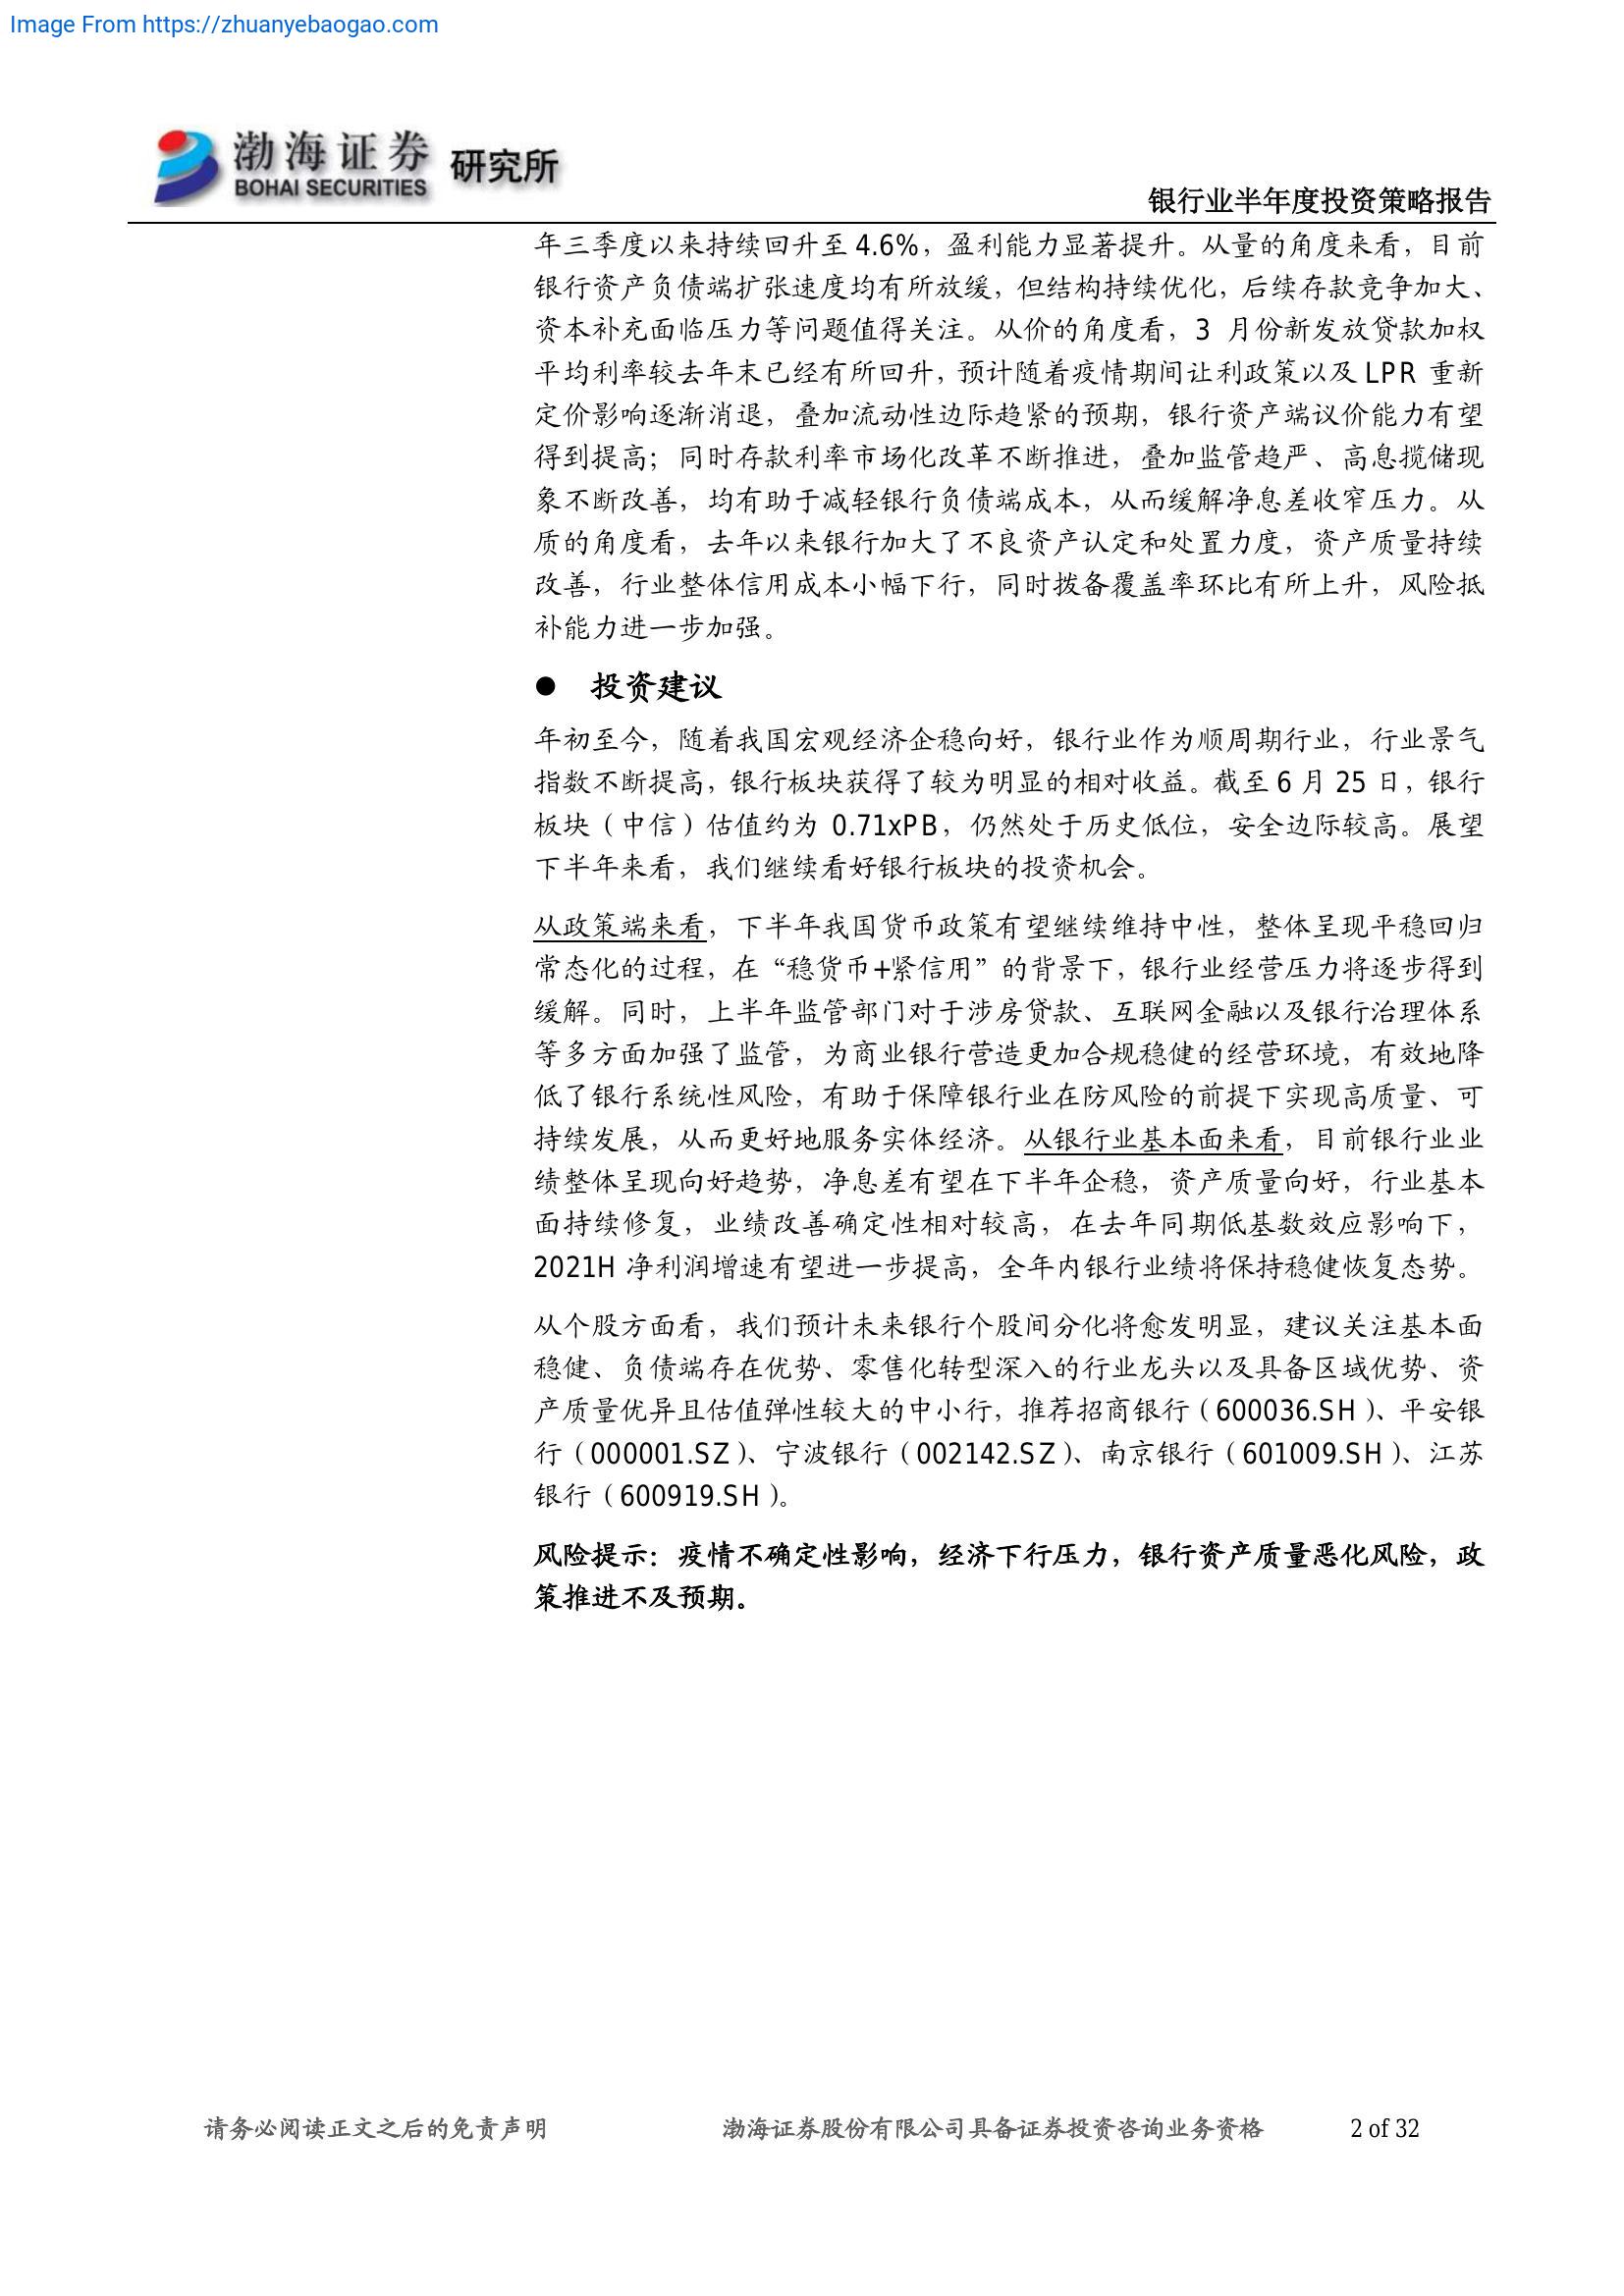 Image From https://zhuanyebaogao.com
渤海证券 研究所
BOHAI SECURITIES
银行业半年度投资策略报告
年三季度以来持续回升至 4.6%，盈利能力显著提升。从量的角度来看，目前
银行资产负债端扩张速度均有所放缓，但结构持续优化，后续存款竞争加大、
资本补充面临压力等问题值得关注。从价的角度看，3 月份新发放贷款加权
平均利率较去年末已经有所回升，预计随着疫情期间让利政策以及 LPR 重新
定价影响逐渐消退，叠加流动性边际趋紧的预期，银行资产端议价能力有望
得到提高；同时存款利率市场化改革不断推进，叠加监管趋严、高息揽储现
象不断改善，均有助于减轻银行负债端成本，从而缓解净息差收窄压力。从
质的角度看，去年以来银行加大了不良资产认定和处置力度，资产质量持续
改善，行业整体信用成本小幅下行，同时拨备覆盖率环比有所上升，风险抵
补能力进一步加强。
● 投资建议
年初至今，随着我国宏观经济企稳向好，银行业作为顺周期行业，行业景气
指数不断提高，银行板块获得了较为明显的相对收益。截至 6 月 25 日，银行
板块（中信）估值约为 0.71xPB，仍然处于历史低位，安全边际较高。展望
下半年来看，我们继续看好银行板块的投资机会。
从政策端来看，下半年我国货币政策有望继续维持中性，整体呈现平稳回归
常态化的过程，在“稳货币+紧信用”的背景下，银行业经营压力将逐步得到
缓解。同时，上半年监管部门对于涉房贷款、互联网金融以及银行治理体系
等多方面加强了监管，为商业银行营造更加合规稳健的经营环境，有效地降
低了银行系统性风险，有助于保障银行业在防风险的前提下实现高质量、可
持续发展，从而更好地服务实体经济。从银行业基本面来看，目前银行业业
绩整体呈现向好趋势，净息差有望在下半年企稳，资产质量向好，行业基本
面持续修复，业绩改善确定性相对较高，在去年同期低基数效应影响下，
2021H 净利润增速有望进一步提高，全年内银行业绩将保持稳健恢复态势。
从个股方面看，我们预计未来银行个股间分化将愈发明显，建议关注基本面
稳健、负债端存在优势、零售化转型深入的行业龙头以及具备区域优势、资
产质量优异且估值弹性较大的中小行，推荐招商银行（600036.SH）、平安银
行（000001.SZ）、宁波银行（002142.SZ）、南京银行（601009.SH）、江苏
银行（600919.SH）。
风险提示：疫情不确定性影响，经济下行压力，银行资产质量恶化风险，政
策推进不及预期。
请务必阅读正文之后的免责声明 渤海证券股份有限公司具备证券投资咨询业务资格 2 of 32